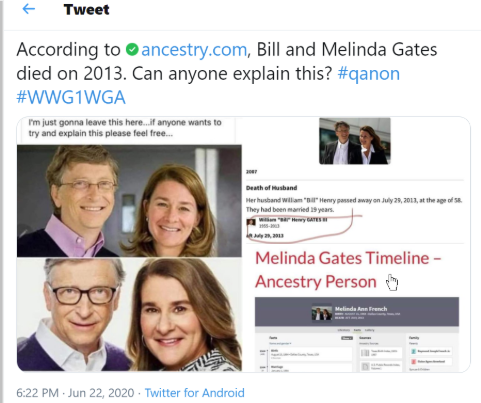 Tweet
According to ancestry.com, Bill and Melinda Gates
died on 2013. Can anyone explain this? #qanon
#WWG1WGA
I'm just gonna leave this here...if anyone wants to
try and explain this please feel free...
2007
Death of Husband
Her husband William "Bill" Henry passed away on July 29, 2013, at the age of 58.
They had been married 19 years.
William "Bill" Henry GATES III
1955-2013
July 29, 2013
Melinda Gates Timeline –
Ancestry Person
Melinda Ann French
Facts
Sources
Family
6:22 PM · Jun 22, 2020 · Twitter for Android